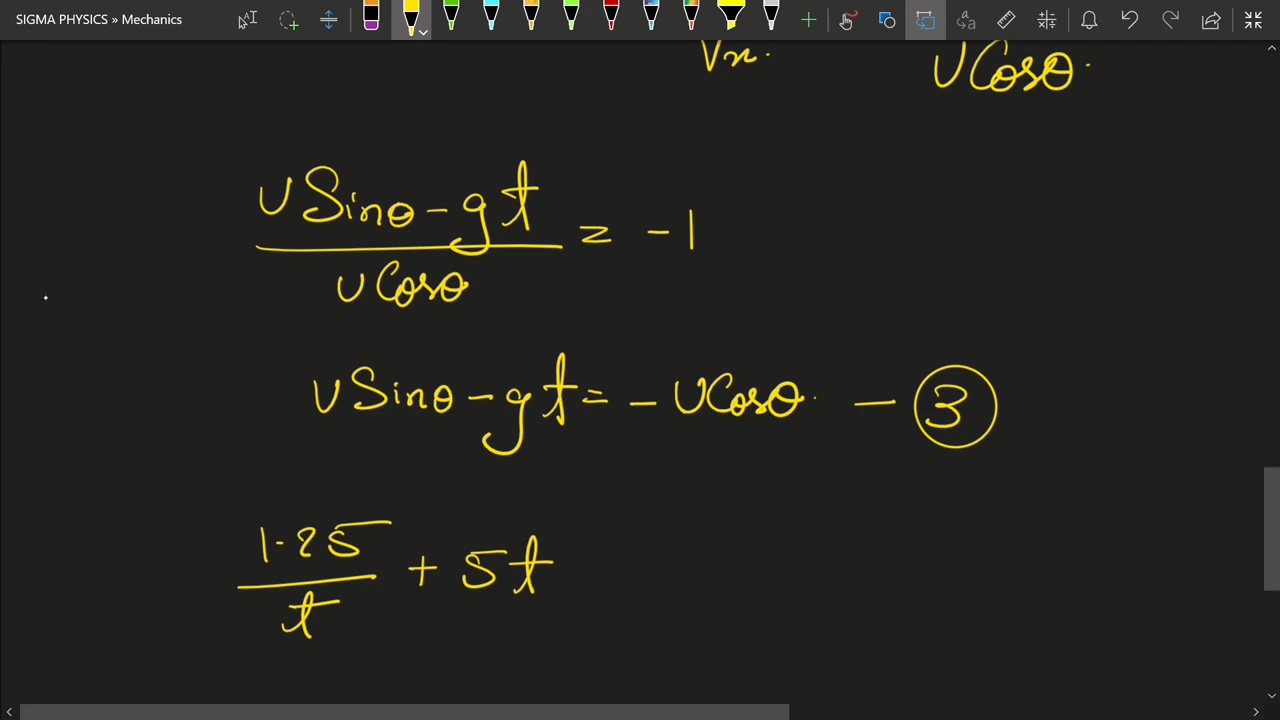 SIGMA PHYSICS » Mechanics
Vx.
UCosθ.
USinθ - gt
UCosθ
= -1
USinθ - gt = - UCosθ. - 3
1.25
t
+ 5t